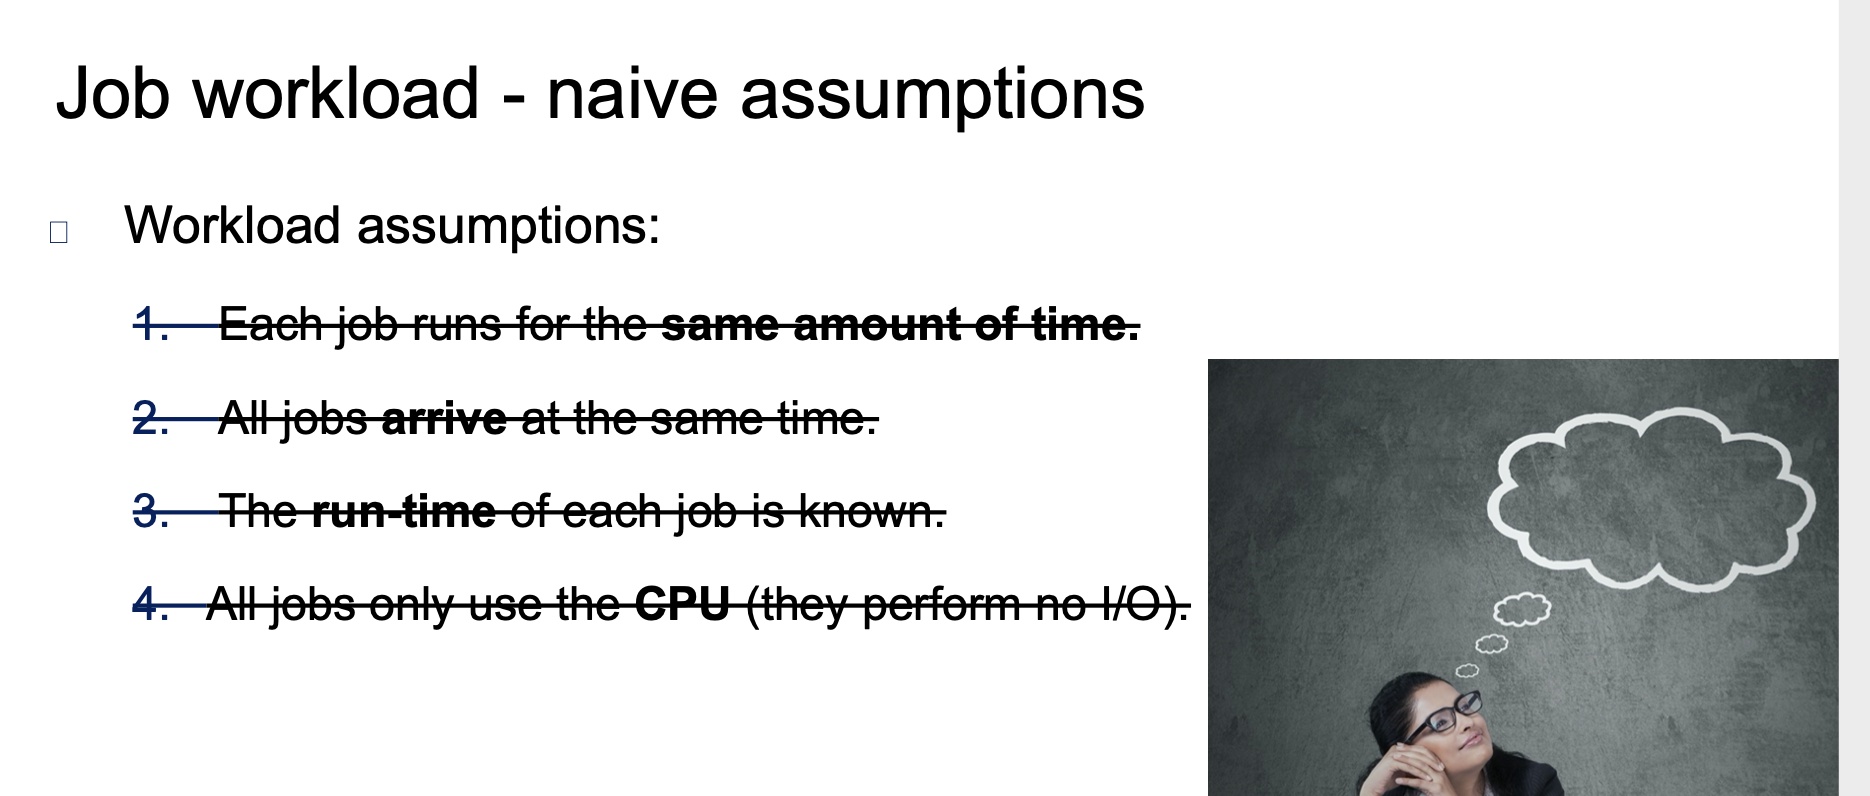 Job workload - naive assumptions
Workload assumptions:
1. Each job runs for the same amount of time.
2. All jobs arrive at the same time.
3. The run-time of each job is known.
4. All jobs only use the CPU (they perform no I/O).